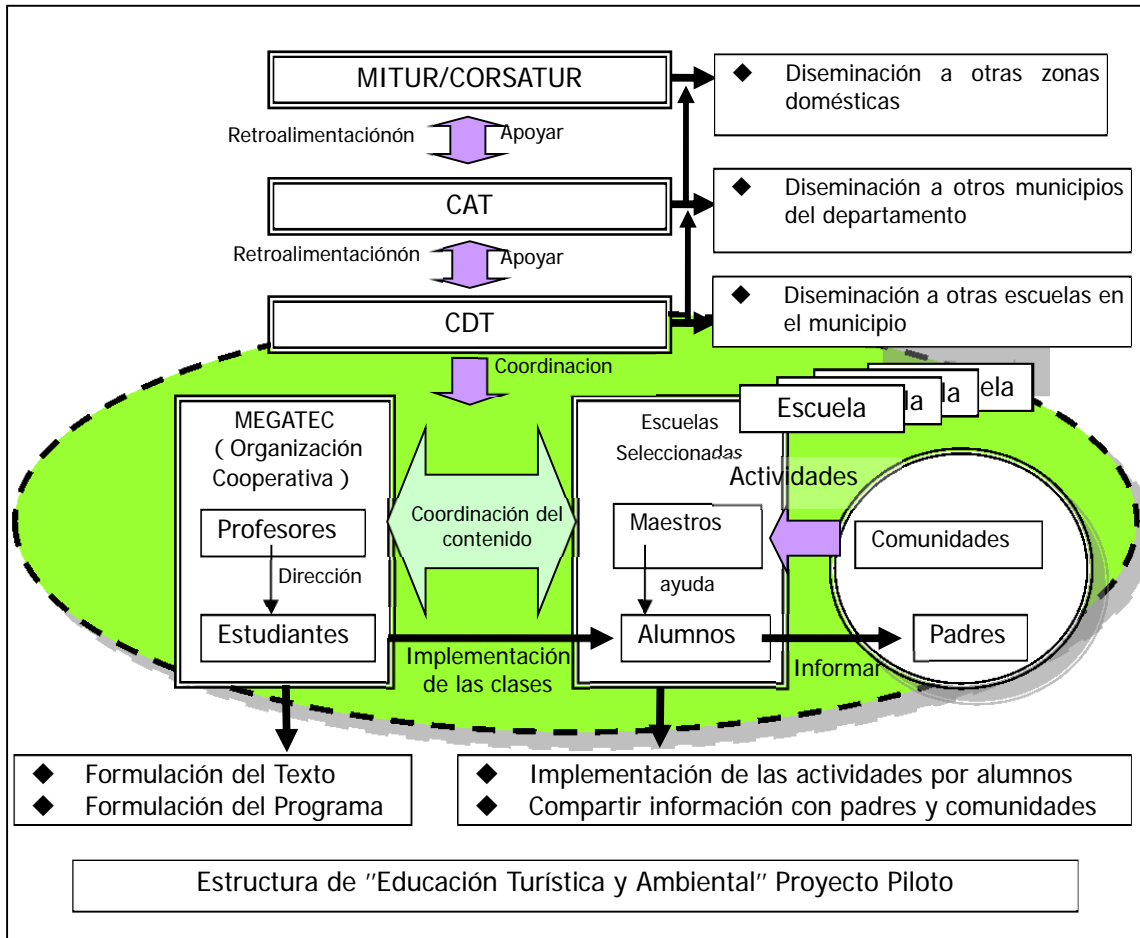 MITUR/CORSATUR
◆ Diseminación a otras zonas
domésticas
Retroalimentaciónón
Apoyar
CAT
◆ Diseminación a otros municipios
del departamento
Retroalimentaciónón
Apoyar
CDT
◆ Diseminación a otras escuelas en
el municipio
Coordinacion
MEGATEC
( Organización
Cooperativa )
Profesores
Dirección
Estudiantes
Coordinación del
contenido
Implementación
de las clases
Escuelas
Seleccionadas
Escuela
la
la
uela
Actividades
Maestros
ayuda
Alumnos
Comunidades
Informar
Padres
◆ Formulación del Texto
◆ Formulación del Programa
◆ Implementación de las actividades por alumnos
◆ Compartir información con padres y comunidades
Estructura de "Educación Turística y Ambiental" Proyecto Piloto